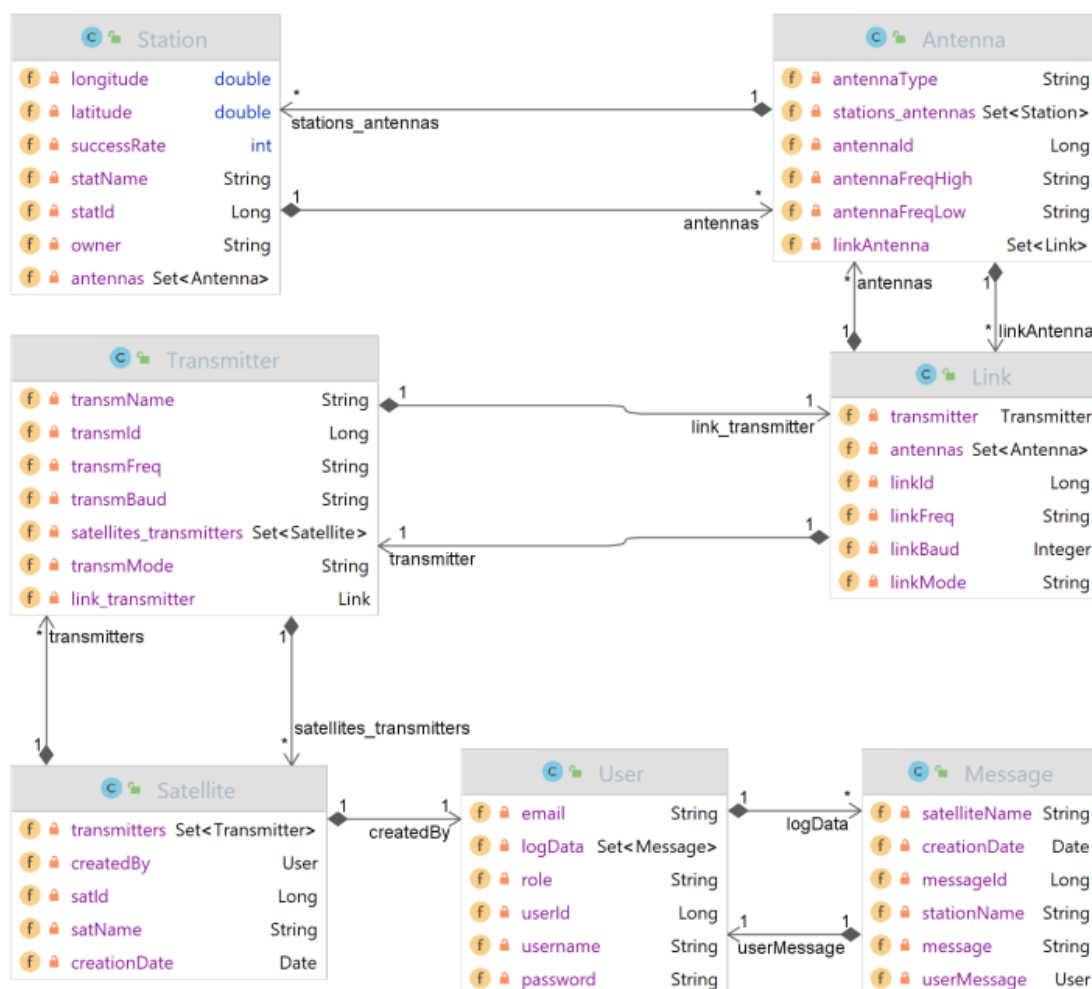 C Station
f longitude double
f latitude double
f successRate int
f statName String
f statId Long
f owner String
f antennas Set<Antenna>
C Antenna
f antennaType String
f stations_antennas Set<Station>
f antennaId Long
f antennaFreqHigh String
f antennaFreqLow String
f linkAntenna Set<Link>
* 1
stations_antennas
1 *
antennas
* antennas 1
1 * linkAntenna
C Transmitter
f transmName String
f transmId Long
f transmFreq String
f transmBaud String
f satellites_transmitters Set<Satellite>
f transmMode String
f link_transmitter Link
C Link
f transmitter Transmitter
f antennas Set<Antenna>
f linkId Long
f linkFreq String
f linkBaud Integer
f linkMode String
1 1
link_transmitter
1 1
transmitter
* transmitters 1
1
satellites_transmitters
*
1
C Satellite
f transmitters Set<Transmitter>
f createdBy User
f satId Long
f satName String
f creationDate Date
1 1
createdBy
C User
f email String
f logData Set<Message>
f role String
f userId Long
f username String
f password String
1 *
logData
1 1
userMessage
C Message
f satelliteName String
f creationDate Date
f messageId Long
f stationName String
f message String
f userMessage User